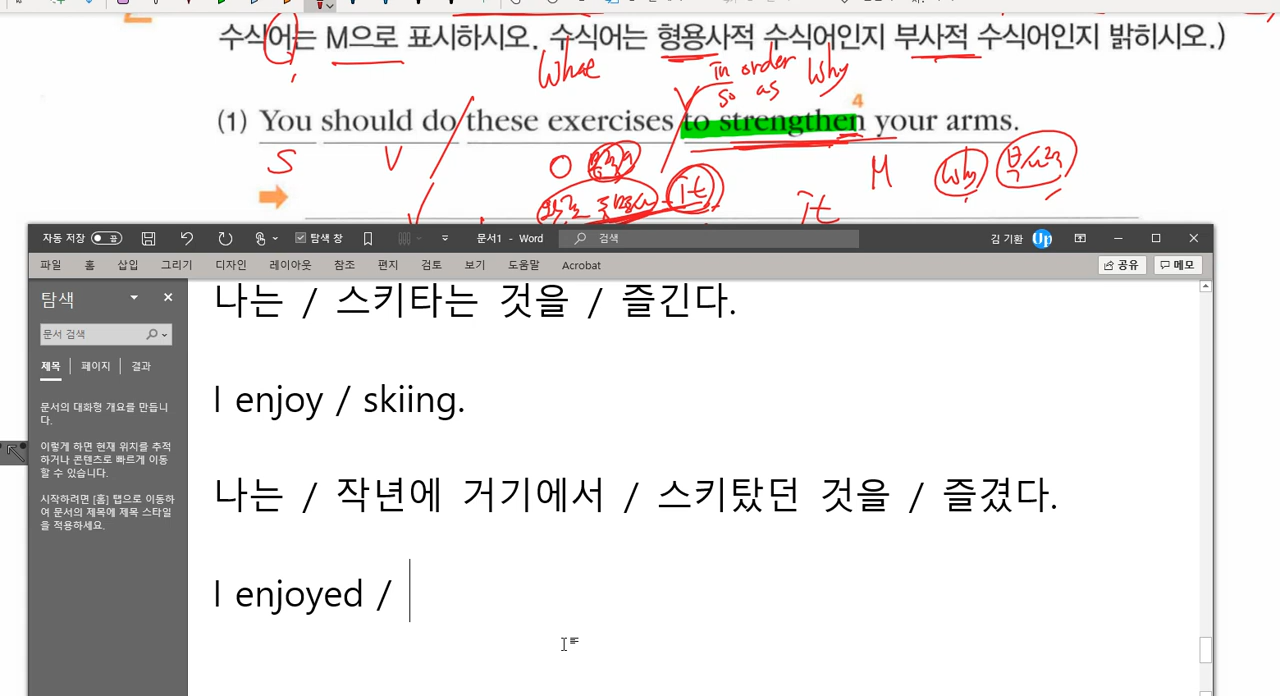 수식어는 M으로 표시하시오. 수식어는 형용사적 수식어인지 부사적 수식어인지 밝히시오.)
What
in order
so as
Why
4
(1) You should do these exercises to strengthen your arms.
S V O M Why
it
it
자동 저장 끔 탐색 창 문서1 - Word 검색 김 기환 Up
파일 홈 삽입 그리기 디자인 레이아웃 참조 편지 검토 보기 도움말 Acrobat 공유 메모
탐색
문서 검색
제목 페이지 결과
문서의 대화형 개요를 만듭니
다.
이렇게 하면 현재 위치를 추적
하거나 콘텐츠로 빠르게 이동
할 수 있습니다.
시작하려면 [홈] 탭으로 이동하
여 문서의 제목에 제목 스타일
을 적용하세요.
나는 / 스키타는 것을 / 즐긴다.
I enjoy / skiing.
나는 / 작년에 거기에서 / 스키탔던 것을 / 즐겼다.
I enjoyed /